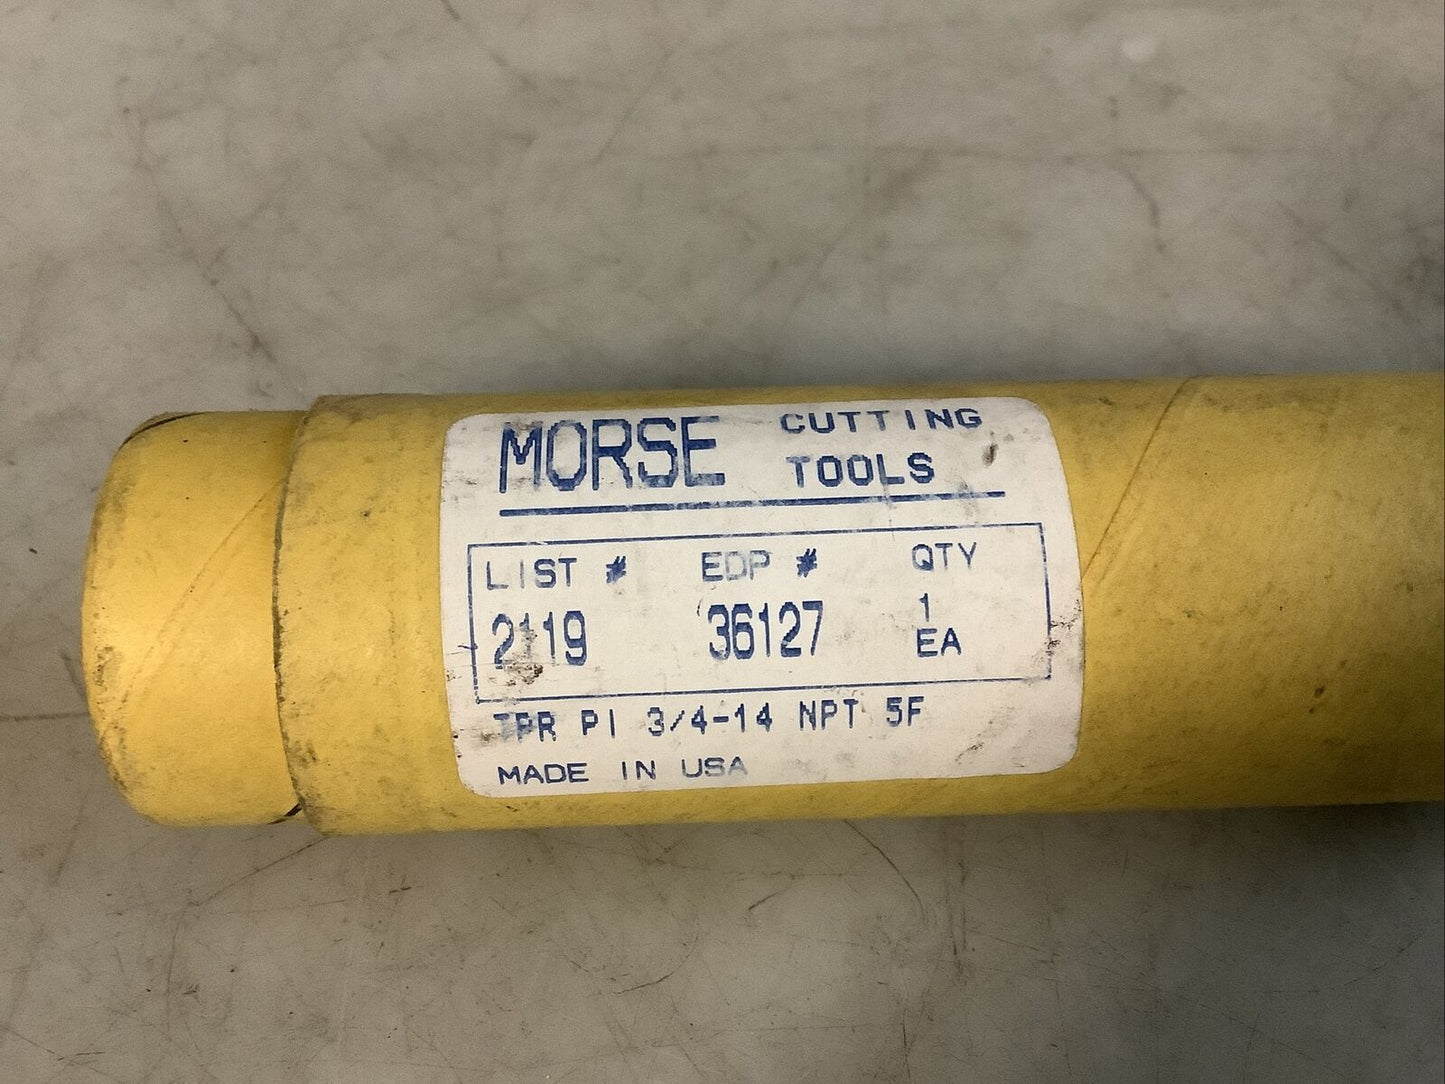 MORSE CUTTING TOOLS
LIST # EDP # QTY
2119 36127 1 EA
TPR PI 3/4-14 NPT 5F
MADE IN USA